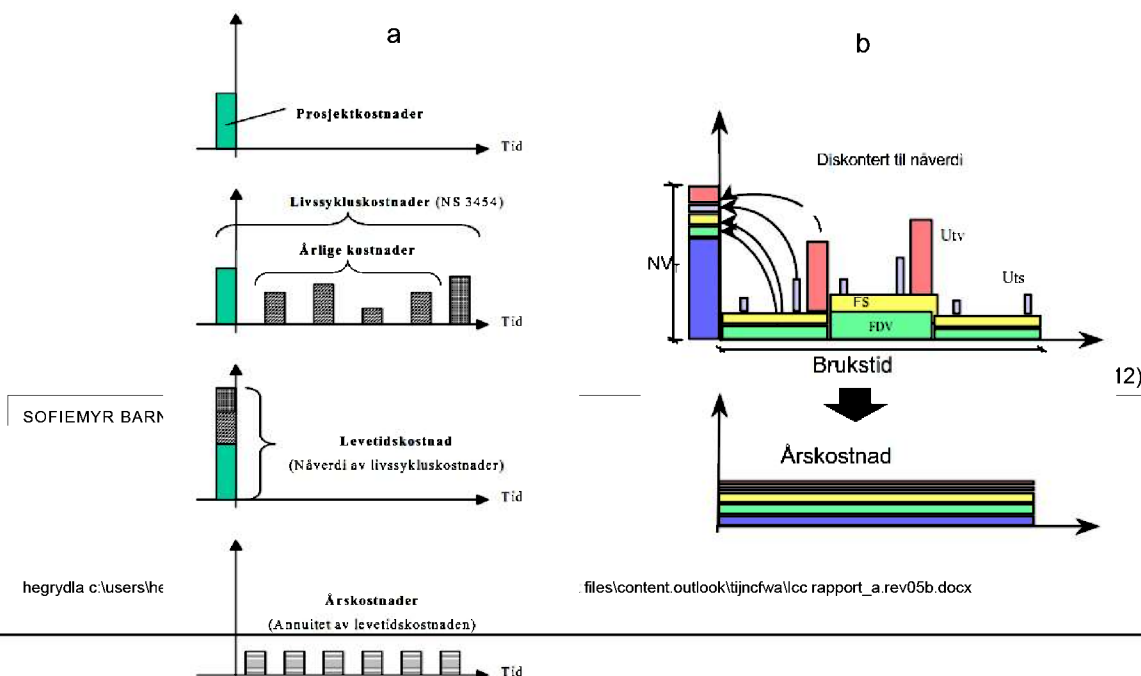 a
Prosjektkostnader
Tid
Livssykluskostnader (NS 3454)
Årlige kostnader
Tid
Levetidskostnad
(Nåverdi av livssykluskostnader)
Tid
Årskostnader
(Annuitet av levetidskostnaden)
Tid
b
Diskontert til nåverdi
NV
Utv
Uts
FS
FDV
Brukstid
Årskostnad
12)
SOFIEMYR BARN
hegrydla c:\users\he
files\content.outlook\tijncfwa\lcc rapport_a.rev05b.docx